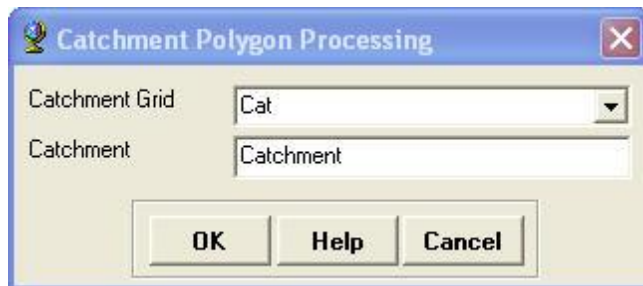 Catchment Polygon Processing
Catchment Grid Cat
Catchment Catchment
OK Help Cancel